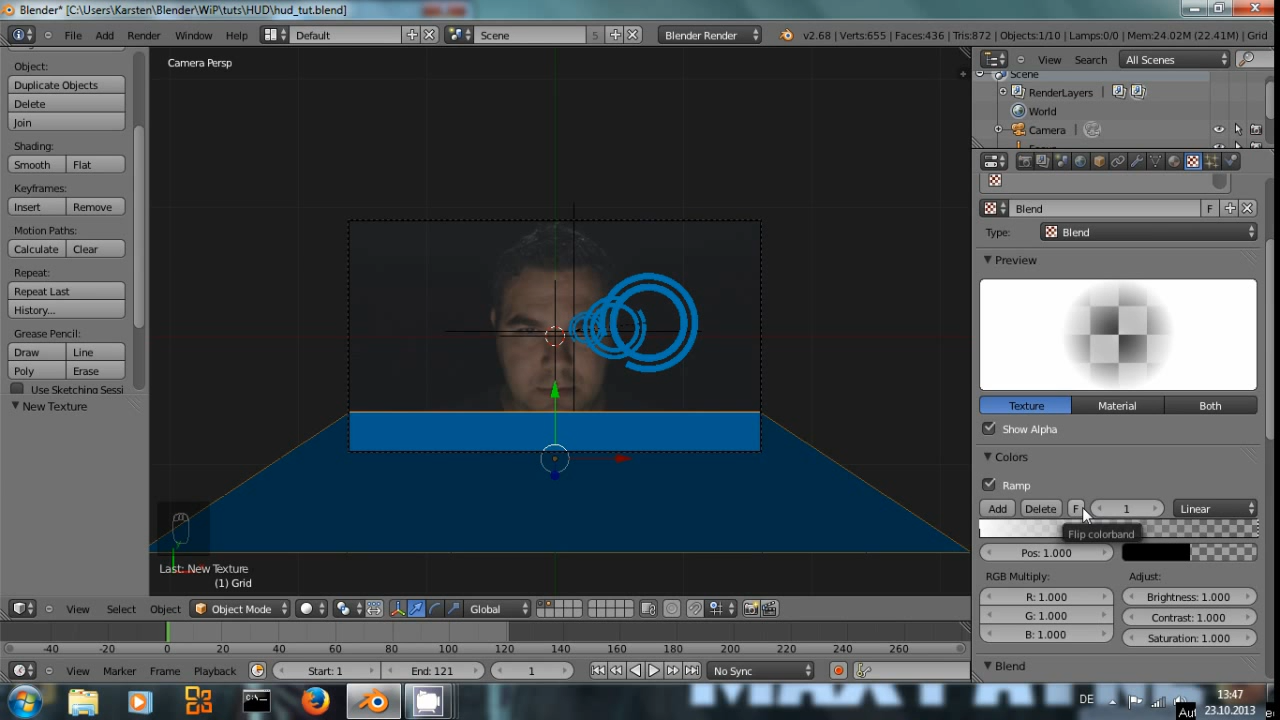 Blender* [C:\Users\Karsten\Blender\WiP\tuts\HUD\hud_tut.blend]
File Add Render Window Help Default Scene 5 Blender Render v2.68 | Verts:655 | Faces:436 | Tris:872 | Objects:1/10 | Lamps:0/0 | Mem:24.02M (22.41M) | Grid
Object:
Duplicate Objects
Delete
Join
Shading:
Smooth Flat
Keyframes:
Insert Remove
Motion Paths:
Calculate Clear
Repeat:
Repeat Last
History...
Grease Pencil:
Draw Line
Poly Erase
Use Sketching Sessi
New Texture
Camera Persp
Last: New Texture
(1) Grid
View Search All Scenes
Scene
RenderLayers
World
Camera
Blend F
Type: Blend
Preview
Texture Material Both
Show Alpha
Colors
Ramp
Add Delete F 1 Linear
Flip colorband
Pos: 1.000
RGB Multiply: Adjust:
R: 1.000 Brightness: 1.000
G: 1.000 Contrast: 1.000
B: 1.000 Saturation: 1.000
Blend
View Select Object Object Mode Global
-40 -20 0 20 40 60 80 100 120 140 160 180 200 220 240 260
View Marker Frame Playback Start: 1 End: 121 1 No Sync
DE 13:47
23.10.2013